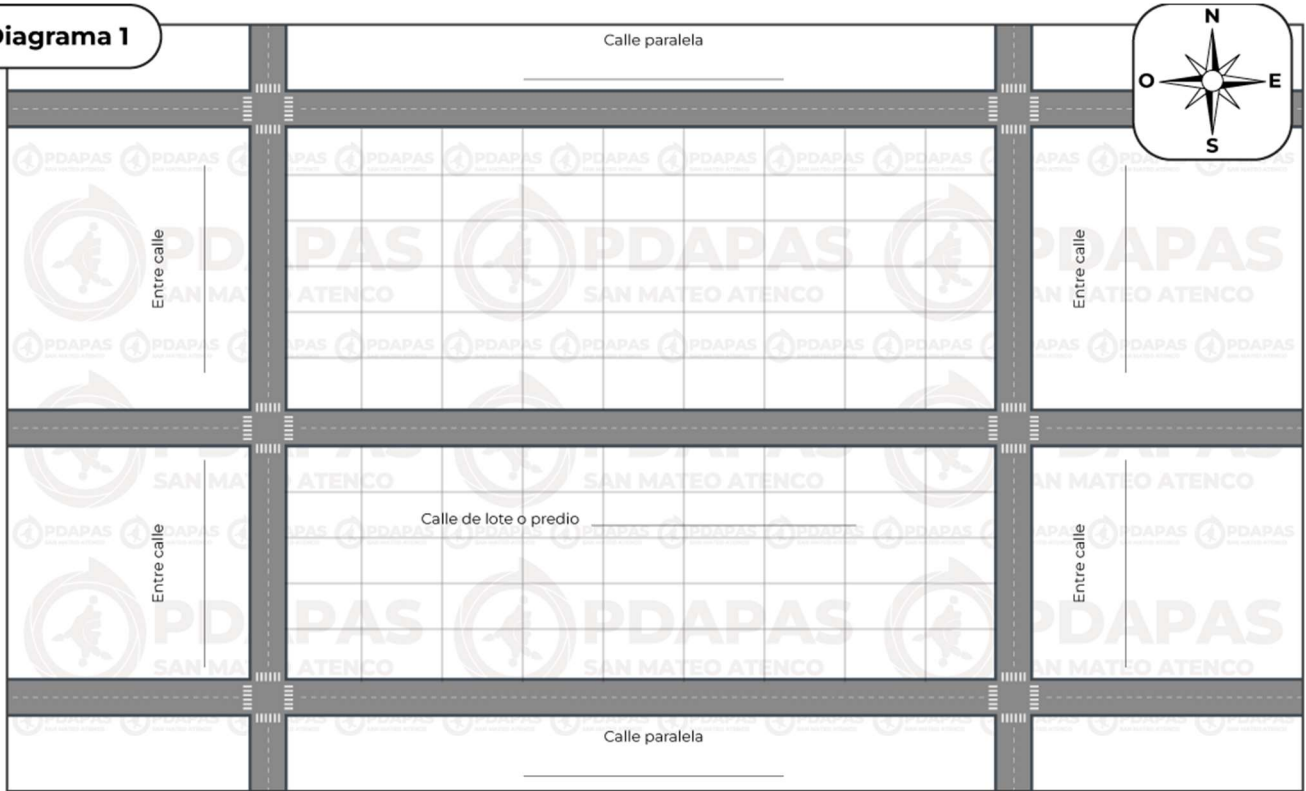 iagrama 1
Calle paralela
N
O
E
S
Entre calle
Entre calle
PDAPAS
SAN MATEO ATENCO
Calle de lote o predio
Entre calle
Entre calle
Calle paralela